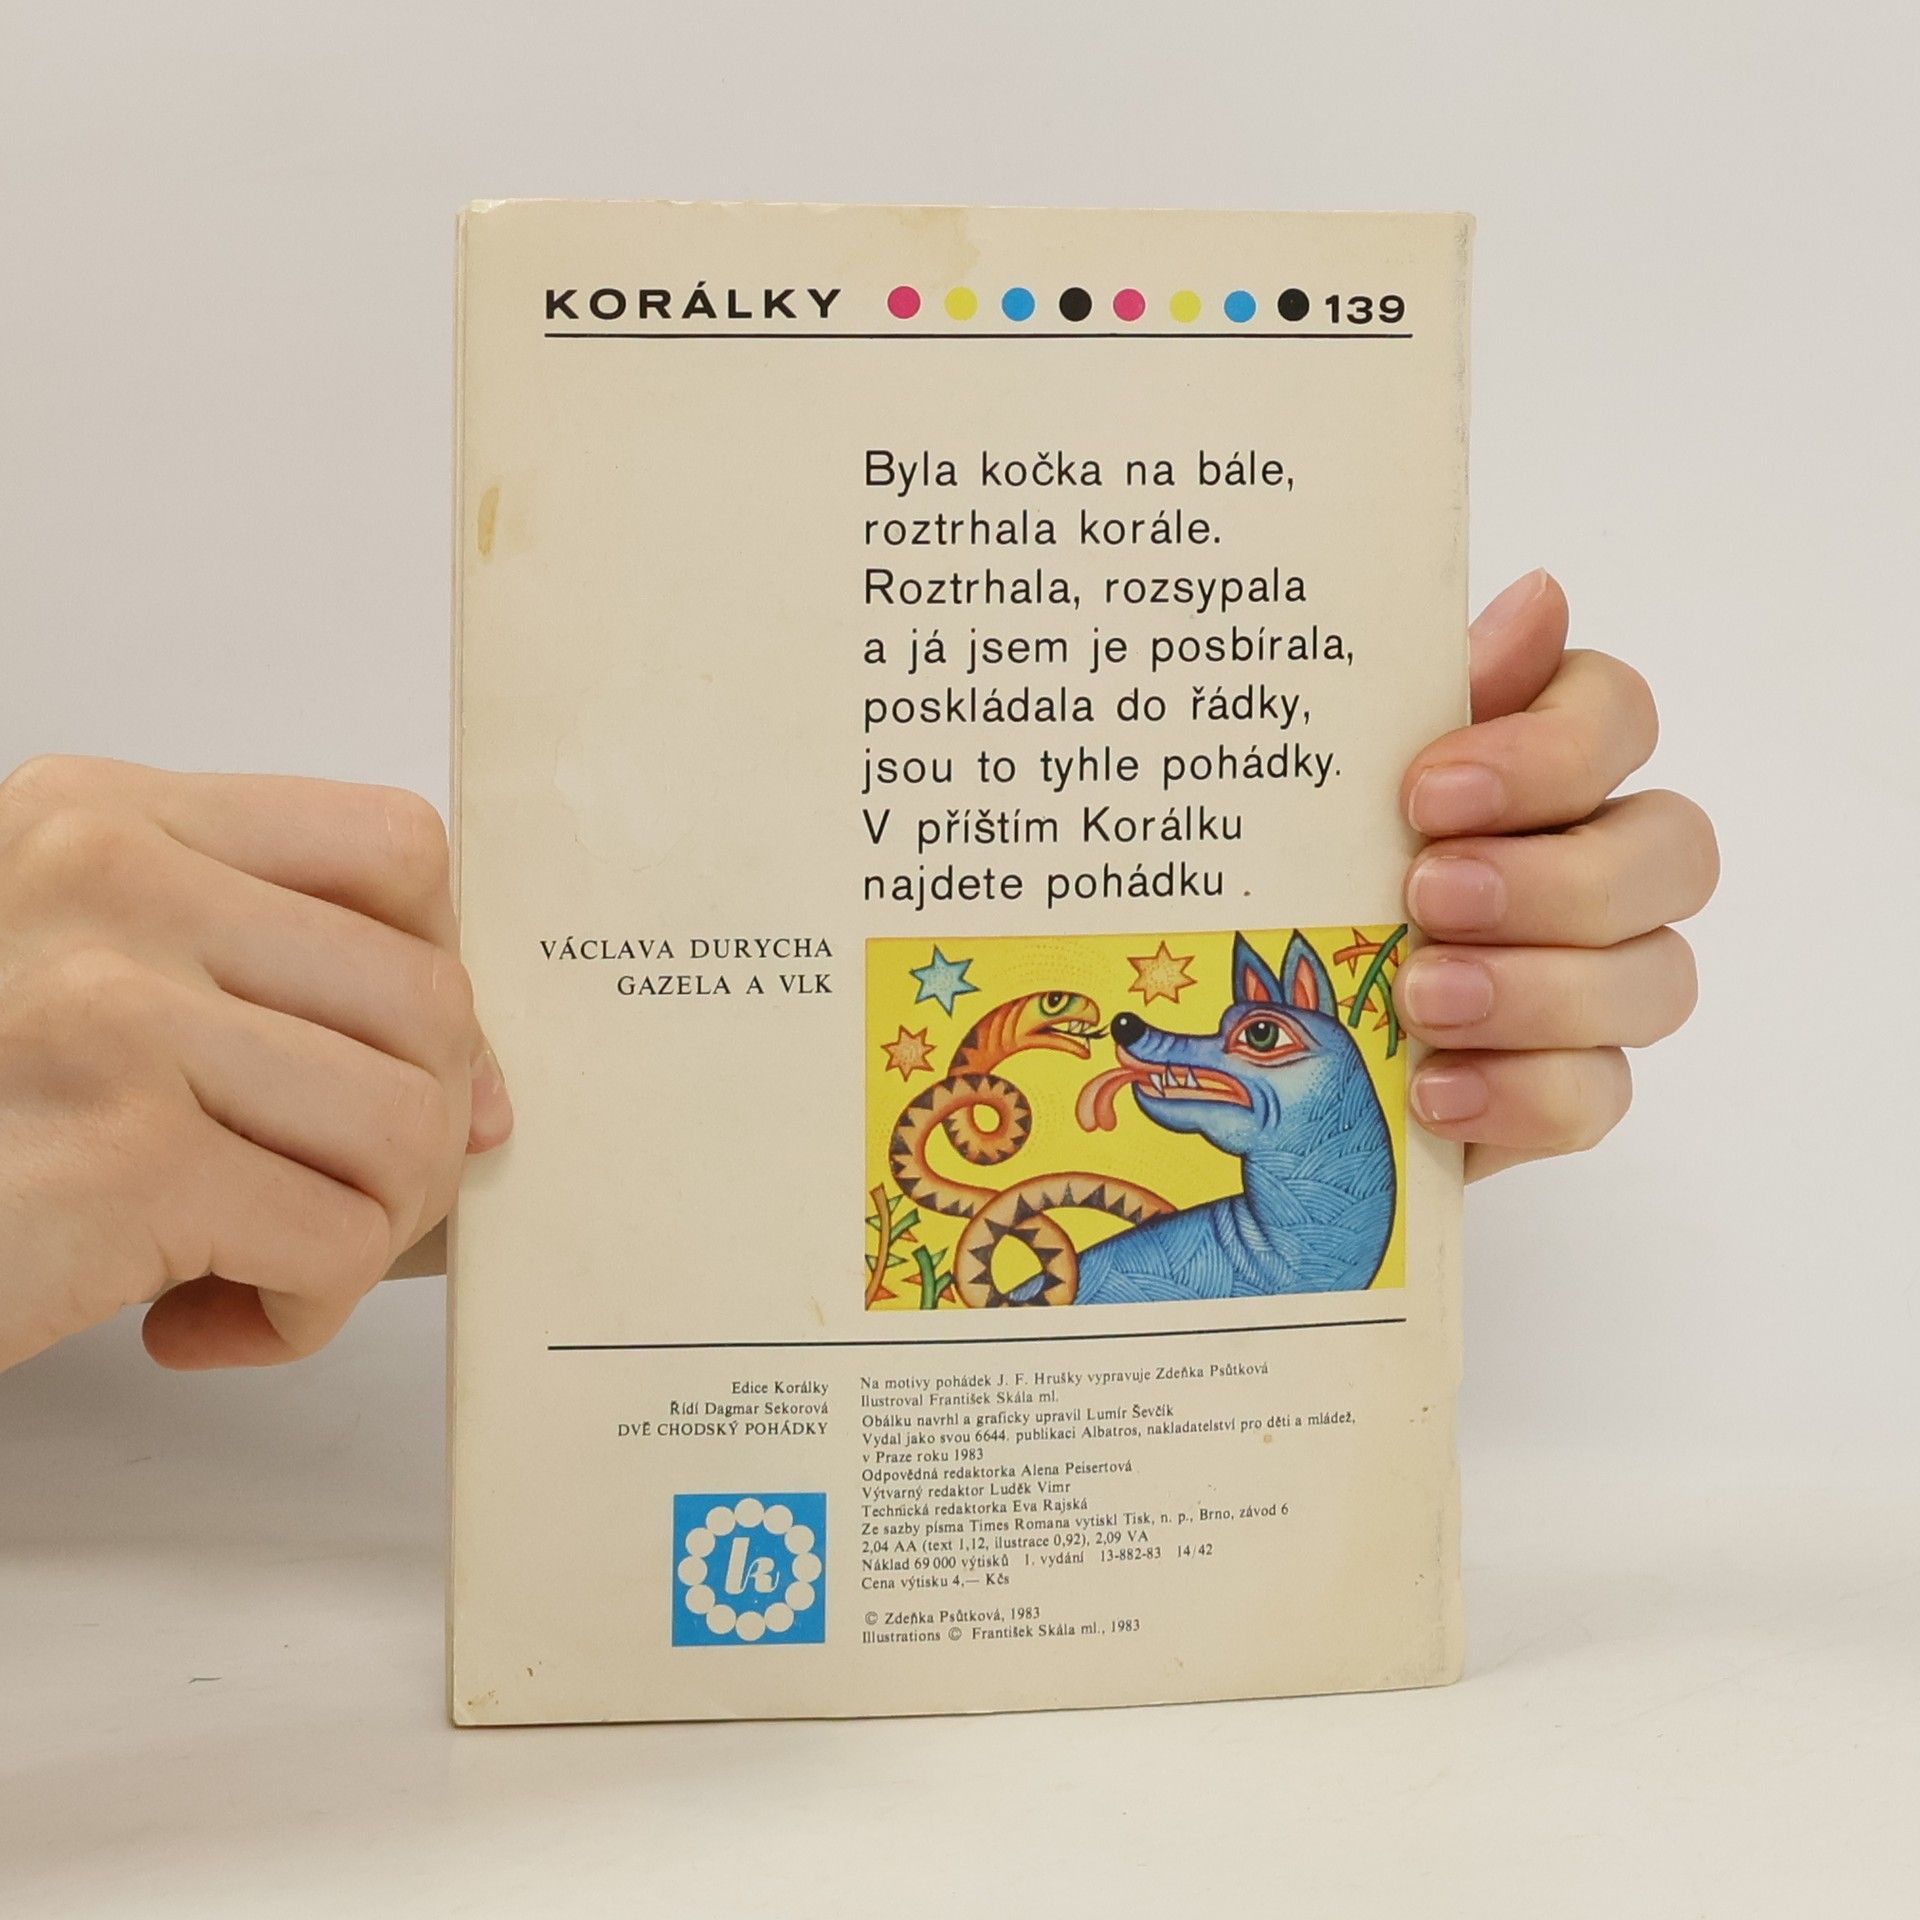 KORÁLKY 139
Byla kočka na bále,
roztrhala korále.
Roztrhala, rozsypala
a já jsem je posbírala,
poskládala do řádky,
jsou to tyhle pohádky.
V příštím Korálku
najdete pohádku .
VÁCLAVA DURYCHA
GAZELA A VLK
Edice Korálky
Řídí Dagmar Sekorová
DVĚ CHODSKÝ POHÁDKY
k
Na motivy pohádek J. F. Hrušky vypravuje Zdeňka Psůtková
Ilustroval František Skála ml.
Obálku navrhl a graficky upravil Lumír Ševčík
Vydal jako svou 6644. publikaci Albatros, nakladatelství pro děti a mládež,
v Praze roku 1983
Odpovědná redaktorka Alena Peisertová
Výtvarný redaktor Luděk Vimr
Technická redaktorka Eva Rajská
Ze sazby písma Times Romana vytiskl Tisk, n. p., Brno, závod 6
2,04 AA (text 1,12, ilustrace 0,92), 2,09 VA
Náklad 69 000 výtisků 1. vydání 13-882-83 14/42
Cena výtisku 4,— Kčs
© Zdeňka Psůtková, 1983
Illustrations © František Skála ml., 1983